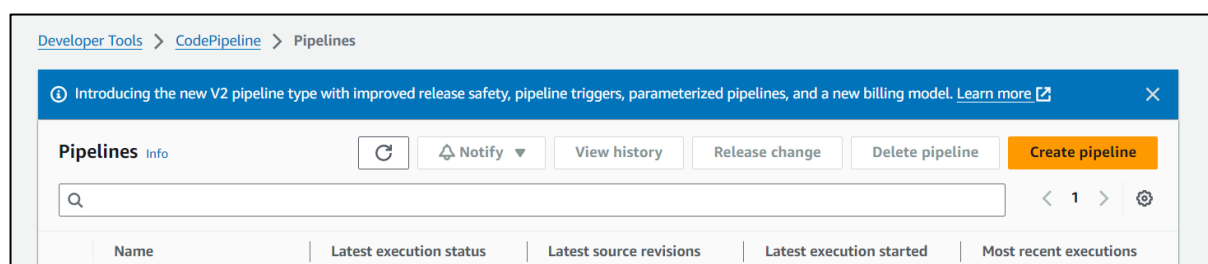 Developer Tools > CodePipeline > Pipelines
Introducing the new V2 pipeline type with improved release safety, pipeline triggers, parameterized pipelines, and a new billing model. Learn more
Pipelines Info Notify View history Release change Delete pipeline Create pipeline
< 1 >
Name Latest execution status Latest source revisions Latest execution started Most recent executions